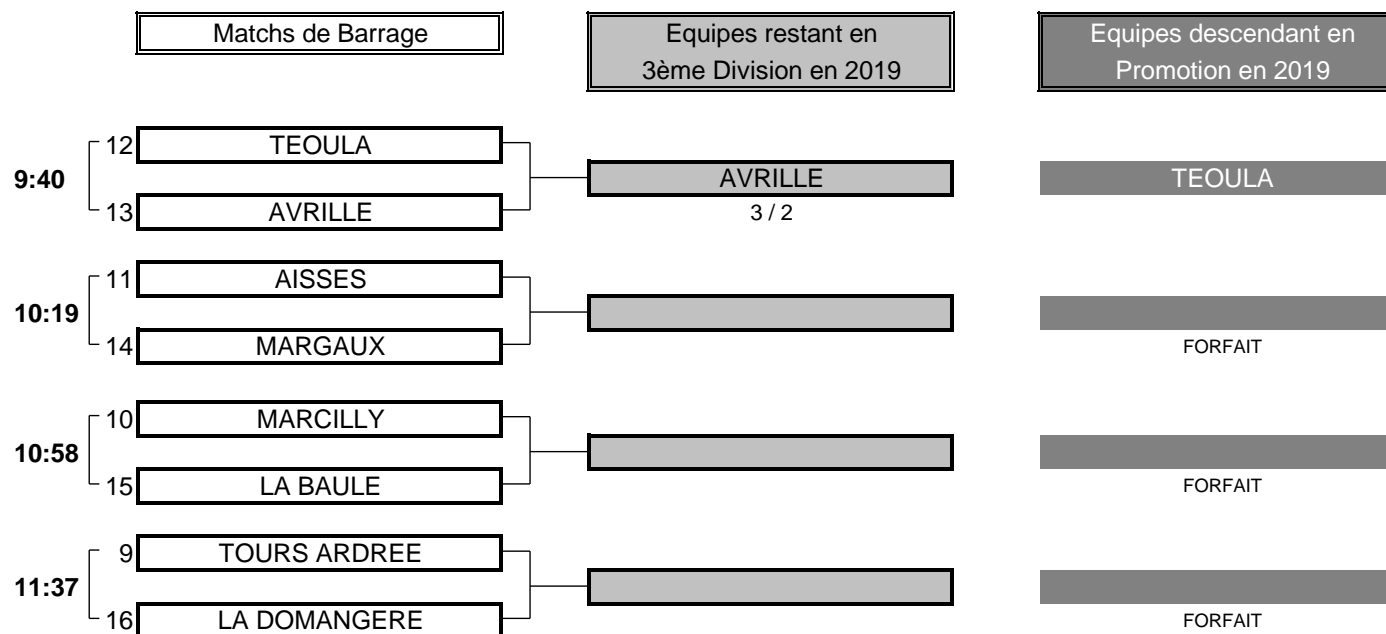 Matchs de Barrage
Equipes restant en
3ème Division en 2019
Equipes descendant en
Promotion en 2019
12 TEOULA
9:40 AVRILLE TEOULA
13 AVRILLE 3 / 2
11 AISSES
10:19
14 MARGAUX FORFAIT
10 MARCILLY
10:58
15 LA BAULE FORFAIT
9 TOURS ARDREE
11:37
16 LA DOMANGERE FORFAIT